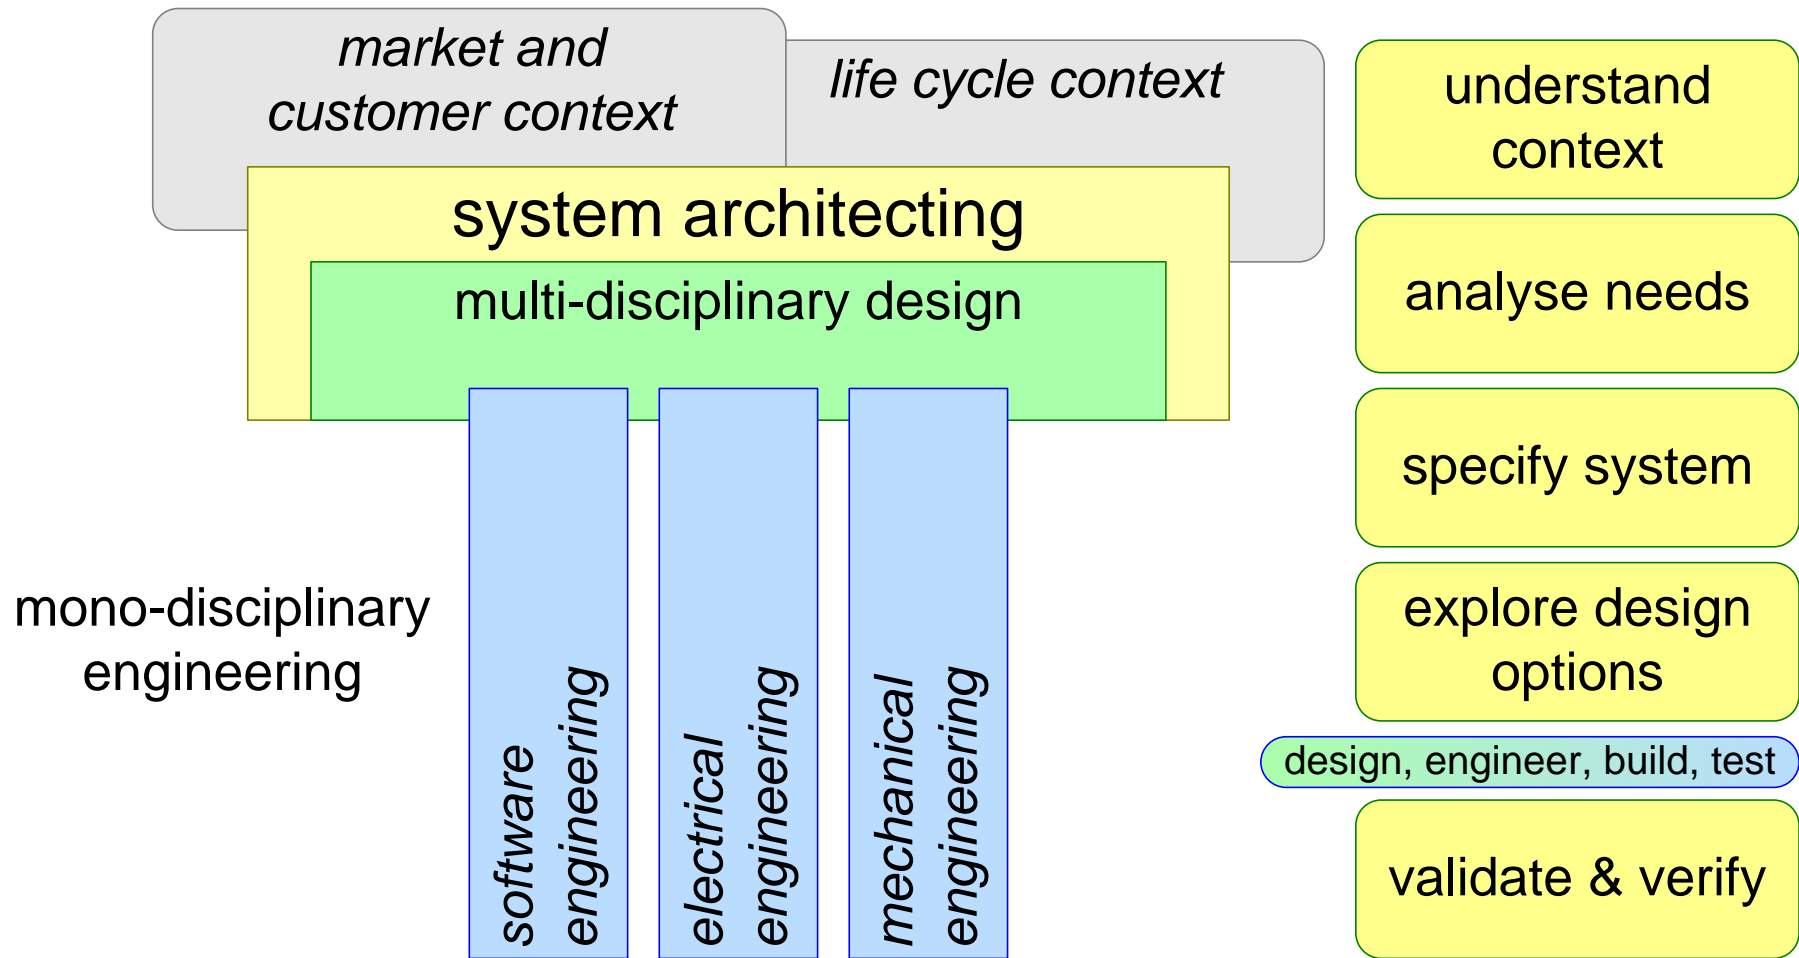 market and
customer context
life cycle context
system architecting
multi-disciplinary design
mono-disciplinary
engineering
software
engineering
electrical
engineering
mechanical
engineering
understand
context
analyse needs
specify system
explore design
options
design, engineer, build, test
validate & verify